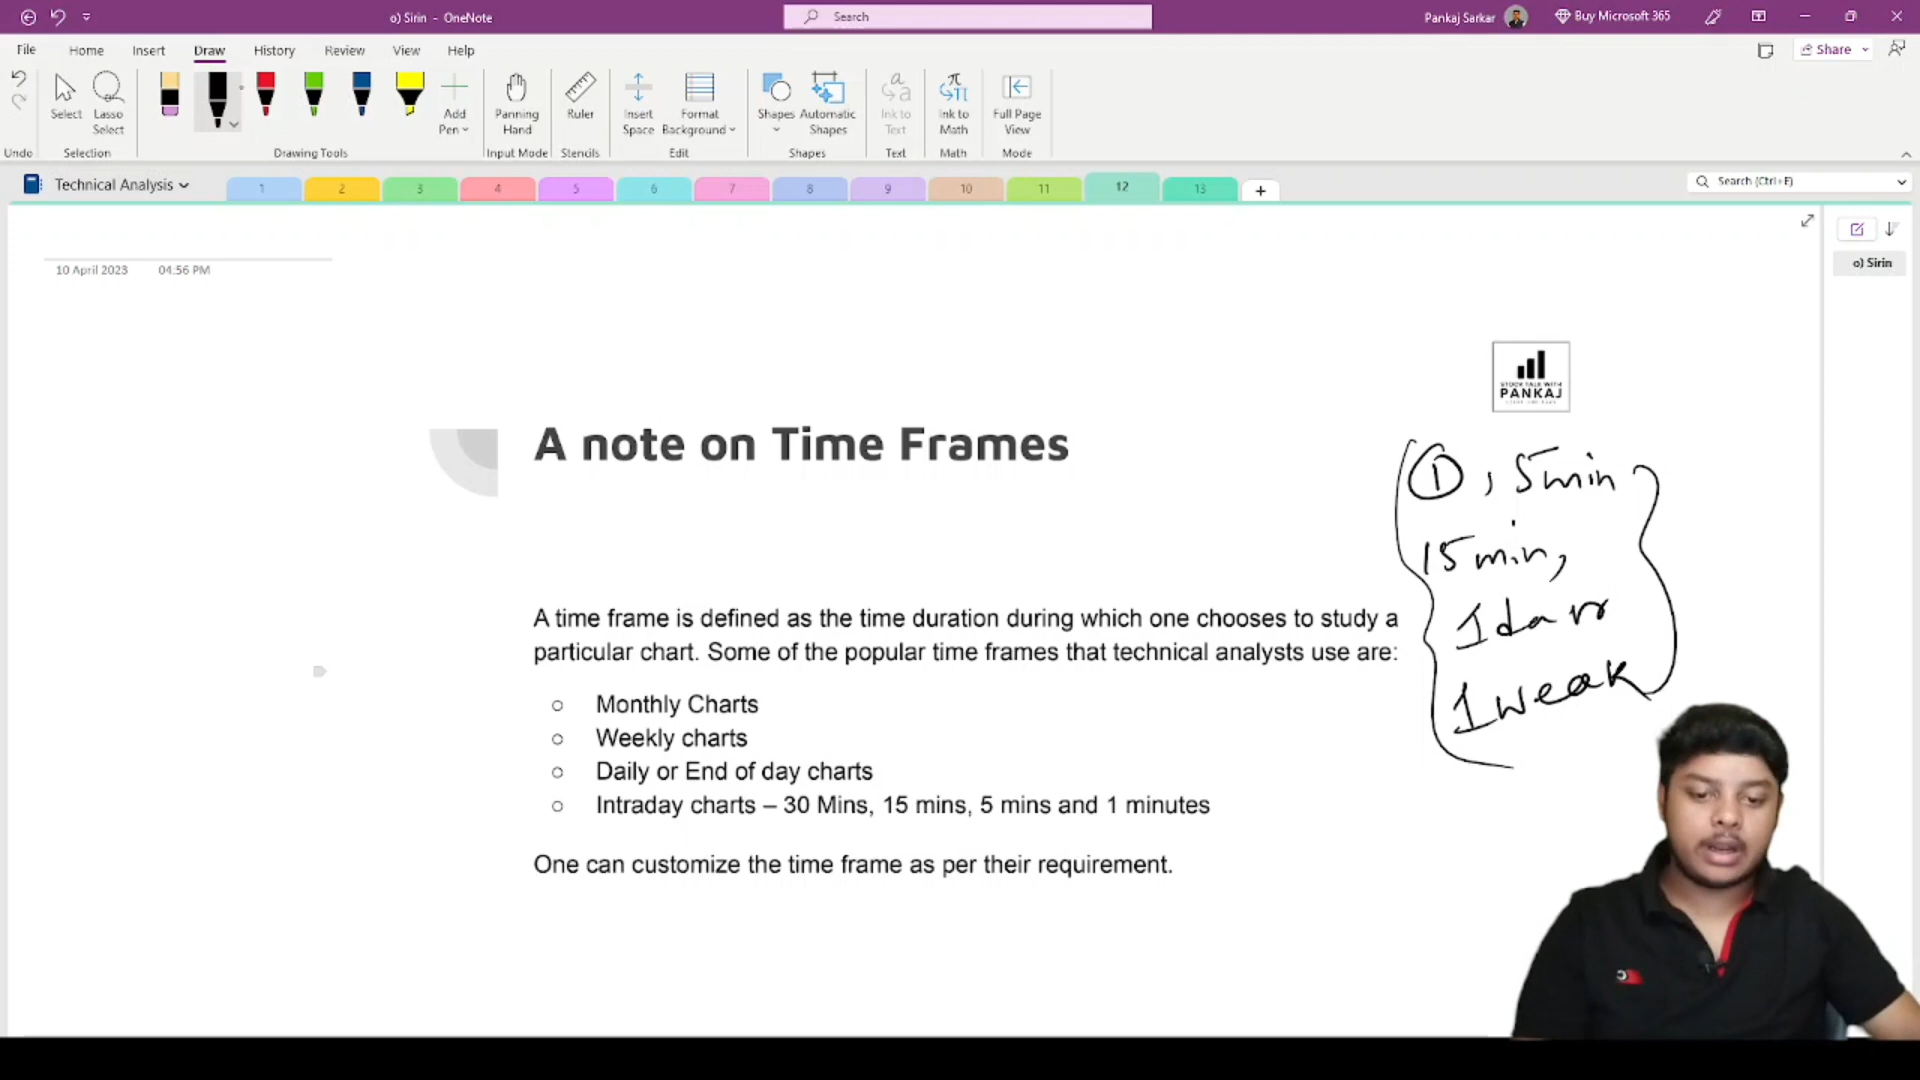 o) Sirin - OneNote
Search
Pankaj Sarkar
Buy Microsoft 365
File Home Insert Draw History Review View Help
Share
Select
Lasso Select
Add Pen
Panning Hand
Ruler
Insert Space
Format Background
Shapes
Automatic Shapes
Ink to Text
Ink to Math
Full Page View
Undo Selection Drawing Tools Input Mode Stencils Edit Shapes Text Math Mode
Technical Analysis 1 2 3 4 5 6 7 8 9 10 11 12 13 +
Search (Ctrl+E)
o) Sirin
10 April 2023 04:56 PM
STOCK TALK WITH
PANKAJ
A note on Time Frames
1, 5min
15min,
1day
1weak
A time frame is defined as the time duration during which one chooses to study a
particular chart. Some of the popular time frames that technical analysts use are:
Monthly Charts
Weekly charts
Daily or End of day charts
Intraday charts – 30 Mins, 15 mins, 5 mins and 1 minutes
One can customize the time frame as per their requirement.